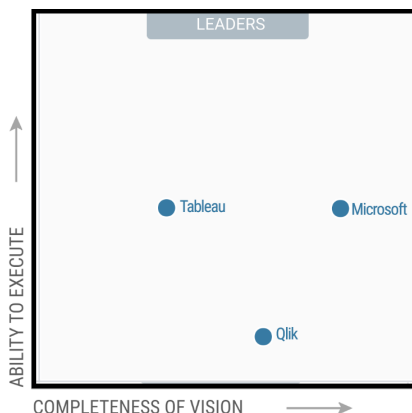 LEADERS
Tableau
Microsoft
Qlik
ABILITY TO EXECUTE
COMPLETENESS OF VISION